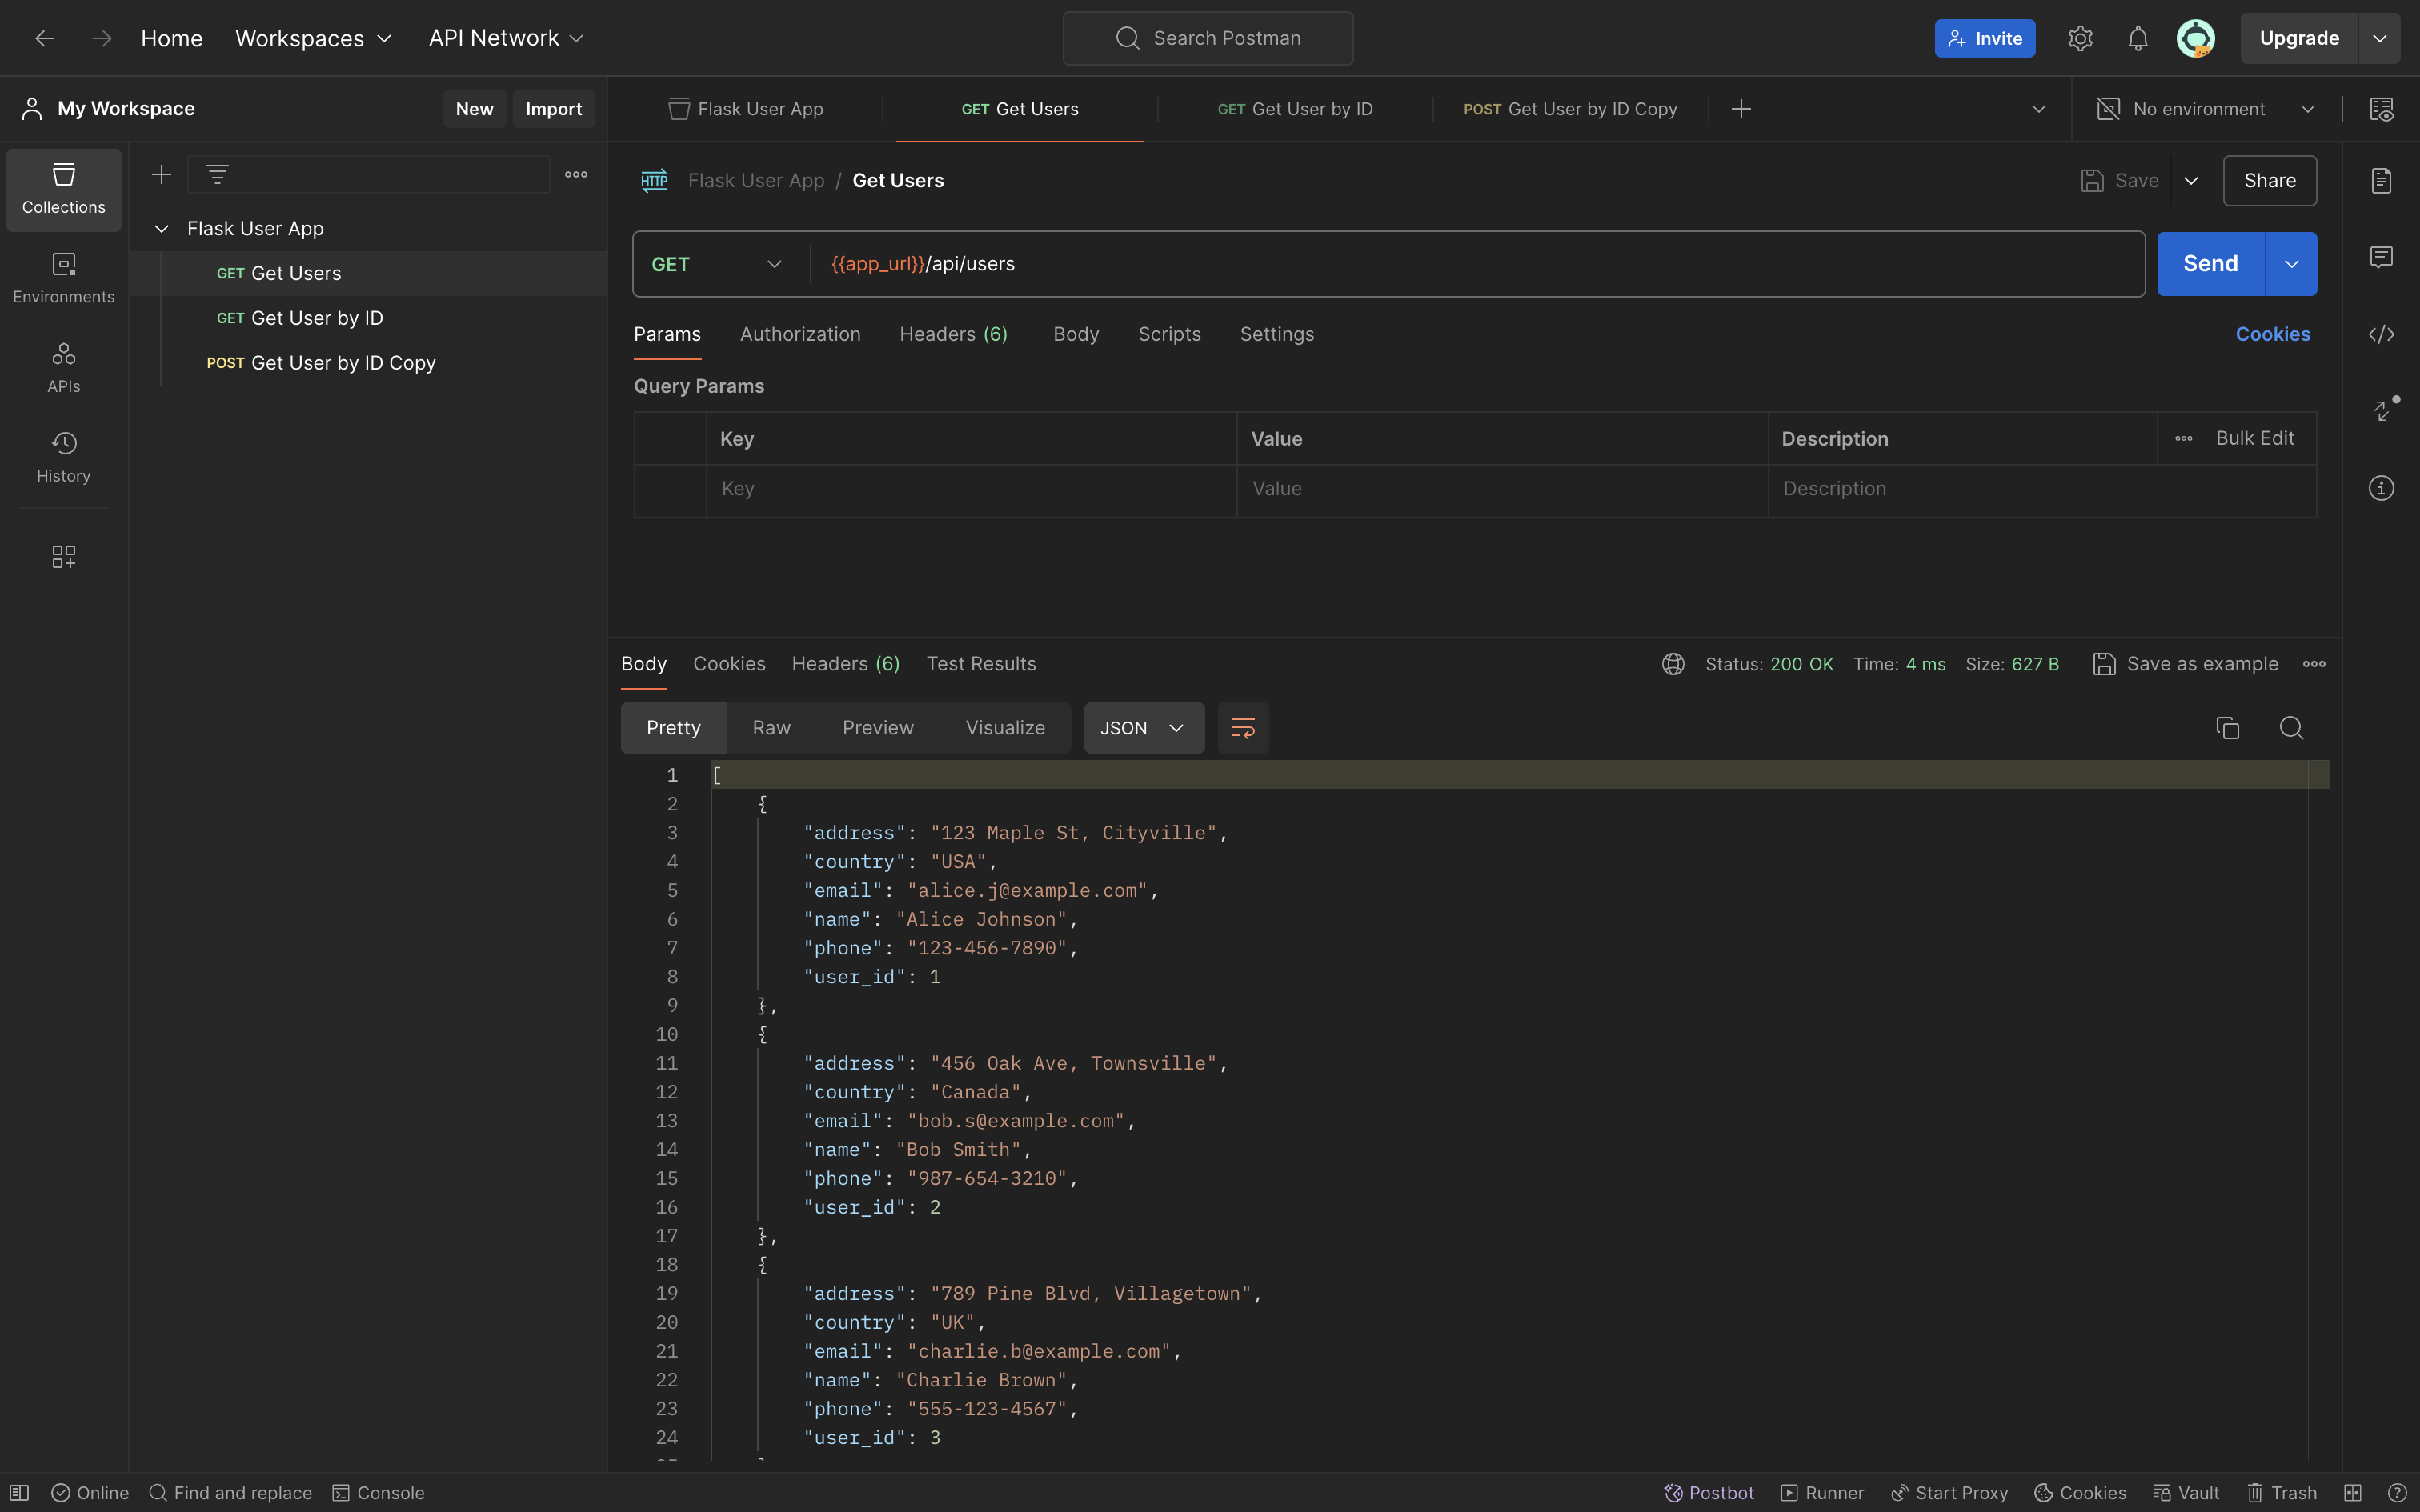 Home Workspaces API Network Search Postman Invite Upgrade
My Workspace New Import
Flask User App GET Get Users GET Get User by ID POST Get User by ID Copy No environment
Collections
Environments
APIs
History
Flask User App
GET Get Users
GET Get User by ID
POST Get User by ID Copy
HTTP Flask User App / Get Users Save Share
GET {{app_url}}/api/users Send
Params Authorization Headers (6) Body Scripts Settings Cookies
Query Params
Key Value Description Bulk Edit
Key Value Description
Body Cookies Headers (6) Test Results Status: 200 OK Time: 4 ms Size: 627 B Save as example
Pretty Raw Preview Visualize JSON
1 [
2 {
3 "address": "123 Maple St, Cityville",
4 "country": "USA",
5 "email": "alice.j@example.com",
6 "name": "Alice Johnson",
7 "phone": "123-456-7890",
8 "user_id": 1
9 },
10 {
11 "address": "456 Oak Ave, Townsville",
12 "country": "Canada",
13 "email": "bob.s@example.com",
14 "name": "Bob Smith",
15 "phone": "987-654-3210",
16 "user_id": 2
17 },
18 {
19 "address": "789 Pine Blvd, Villagetown",
20 "country": "UK",
21 "email": "charlie.b@example.com",
22 "name": "Charlie Brown",
23 "phone": "555-123-4567",
24 "user_id": 3
Online Find and replace Console Postbot Runner Start Proxy Cookies Vault Trash